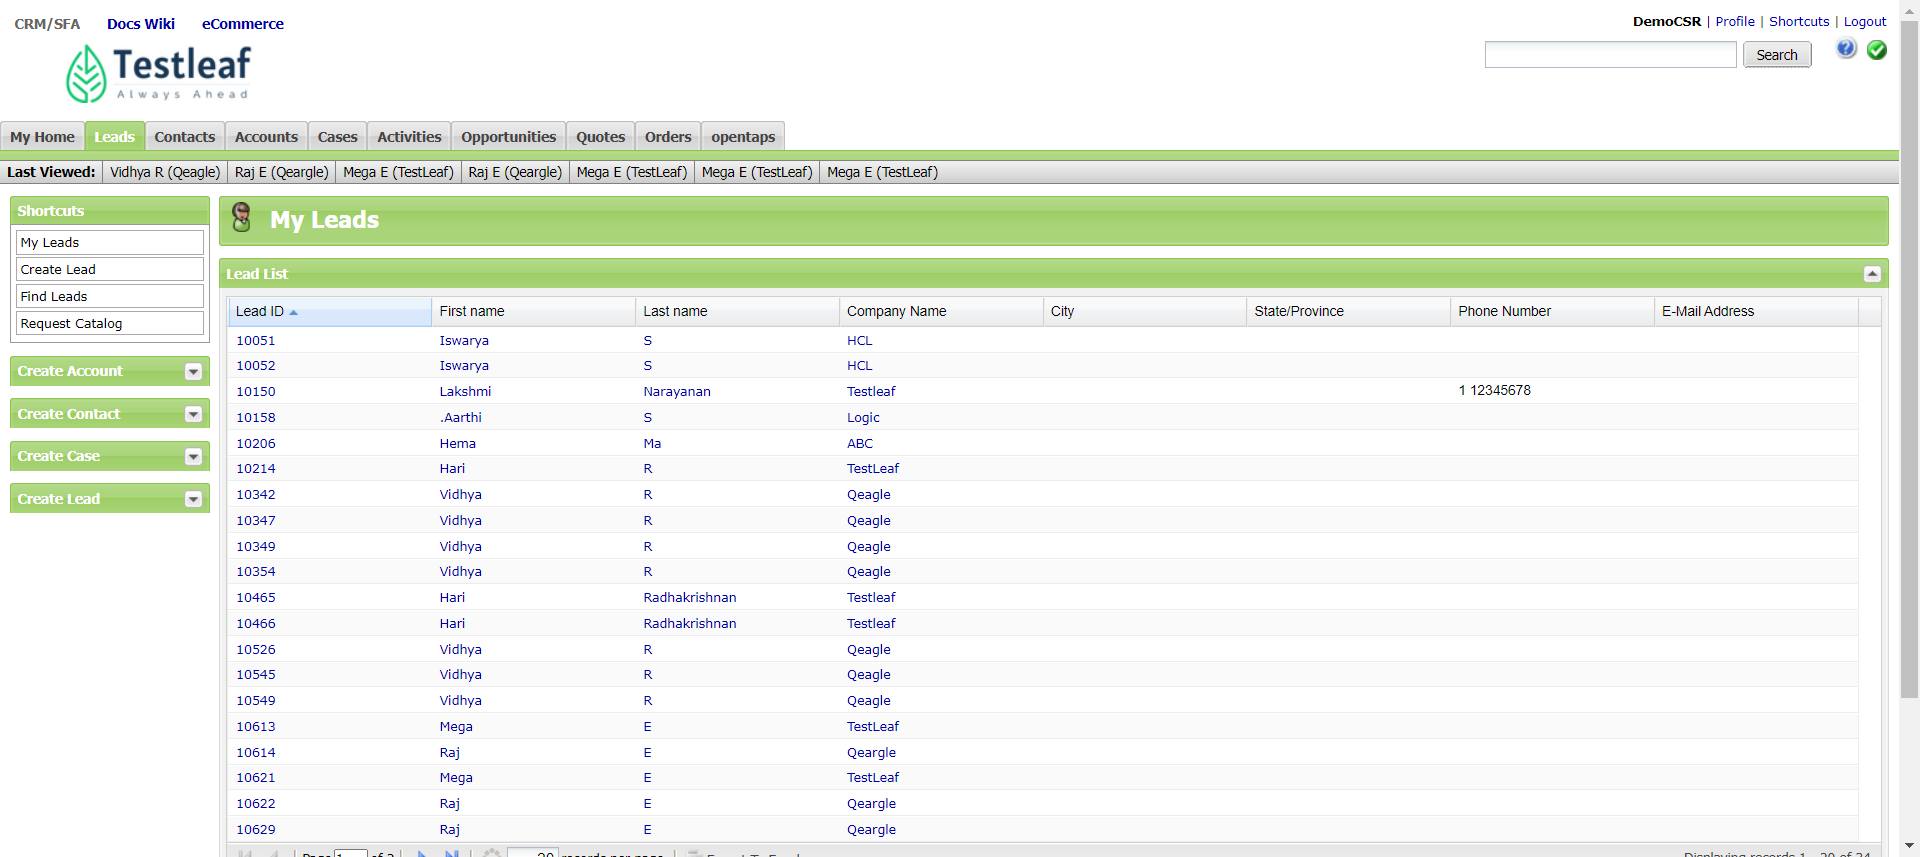 CRM/SFA Docs Wiki eCommerce
DemoCSR | Profile | Shortcuts | Logout
Testleaf
Always Ahead
Search
My Home Leads Contacts Accounts Cases Activities Opportunities Quotes Orders opentaps
Last Viewed: Vidhya R (Qeagle) Raj E (Qeargle) Mega E (TestLeaf) Raj E (Qeargle) Mega E (TestLeaf) Mega E (TestLeaf) Mega E (TestLeaf)
Shortcuts
My Leads
Create Lead
Find Leads
Request Catalog
Create Account
Create Contact
Create Case
Create Lead
My Leads
Lead List
Lead ID First name Last name Company Name City State/Province Phone Number E-Mail Address
10051 Iswarya S HCL
10052 Iswarya S HCL
10150 Lakshmi Narayanan Testleaf 1 12345678
10158 .Aarthi S Logic
10206 Hema Ma ABC
10214 Hari R TestLeaf
10342 Vidhya R Qeagle
10347 Vidhya R Qeagle
10349 Vidhya R Qeagle
10354 Vidhya R Qeagle
10465 Hari Radhakrishnan Testleaf
10466 Hari Radhakrishnan Testleaf
10526 Vidhya R Qeagle
10545 Vidhya R Qeagle
10549 Vidhya R Qeagle
10613 Mega E TestLeaf
10614 Raj E Qeargle
10621 Mega E TestLeaf
10622 Raj E Qeargle
10629 Raj E Qeargle